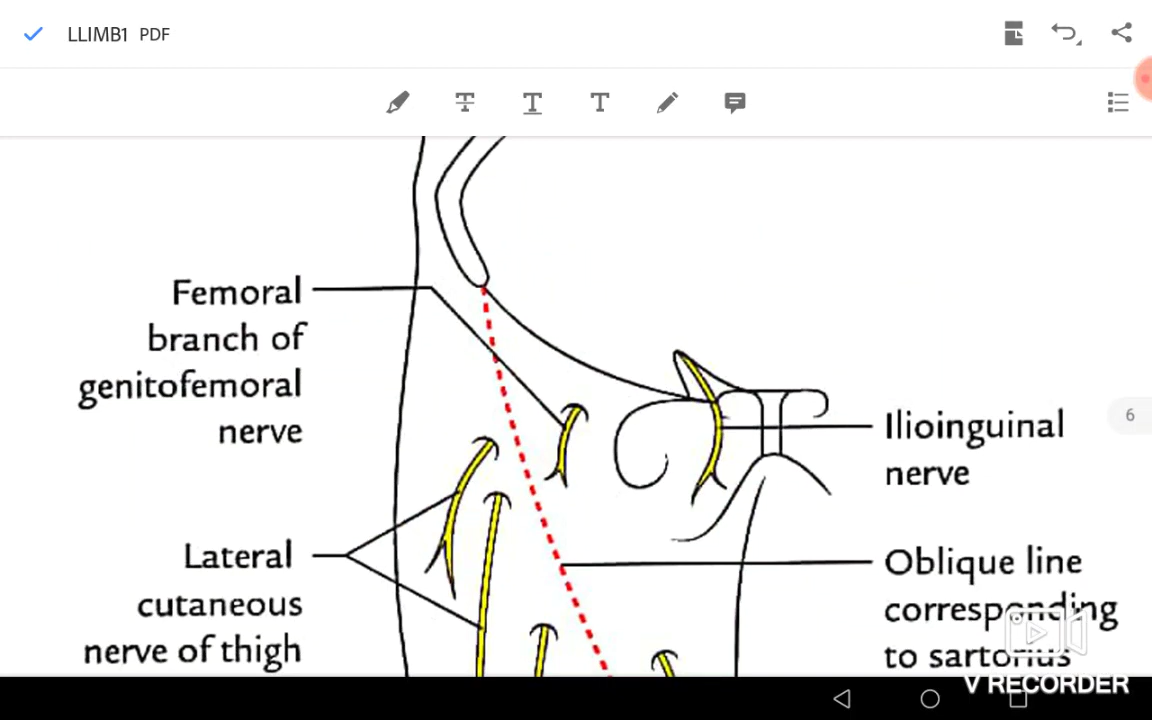 LLIMB1 PDF
Femoral
branch of
genitofemoral
nerve
6
Ilioinguinal
nerve
Lateral
cutaneous
nerve of thigh
Oblique line
corresponding
to sartorius
V RECORDER